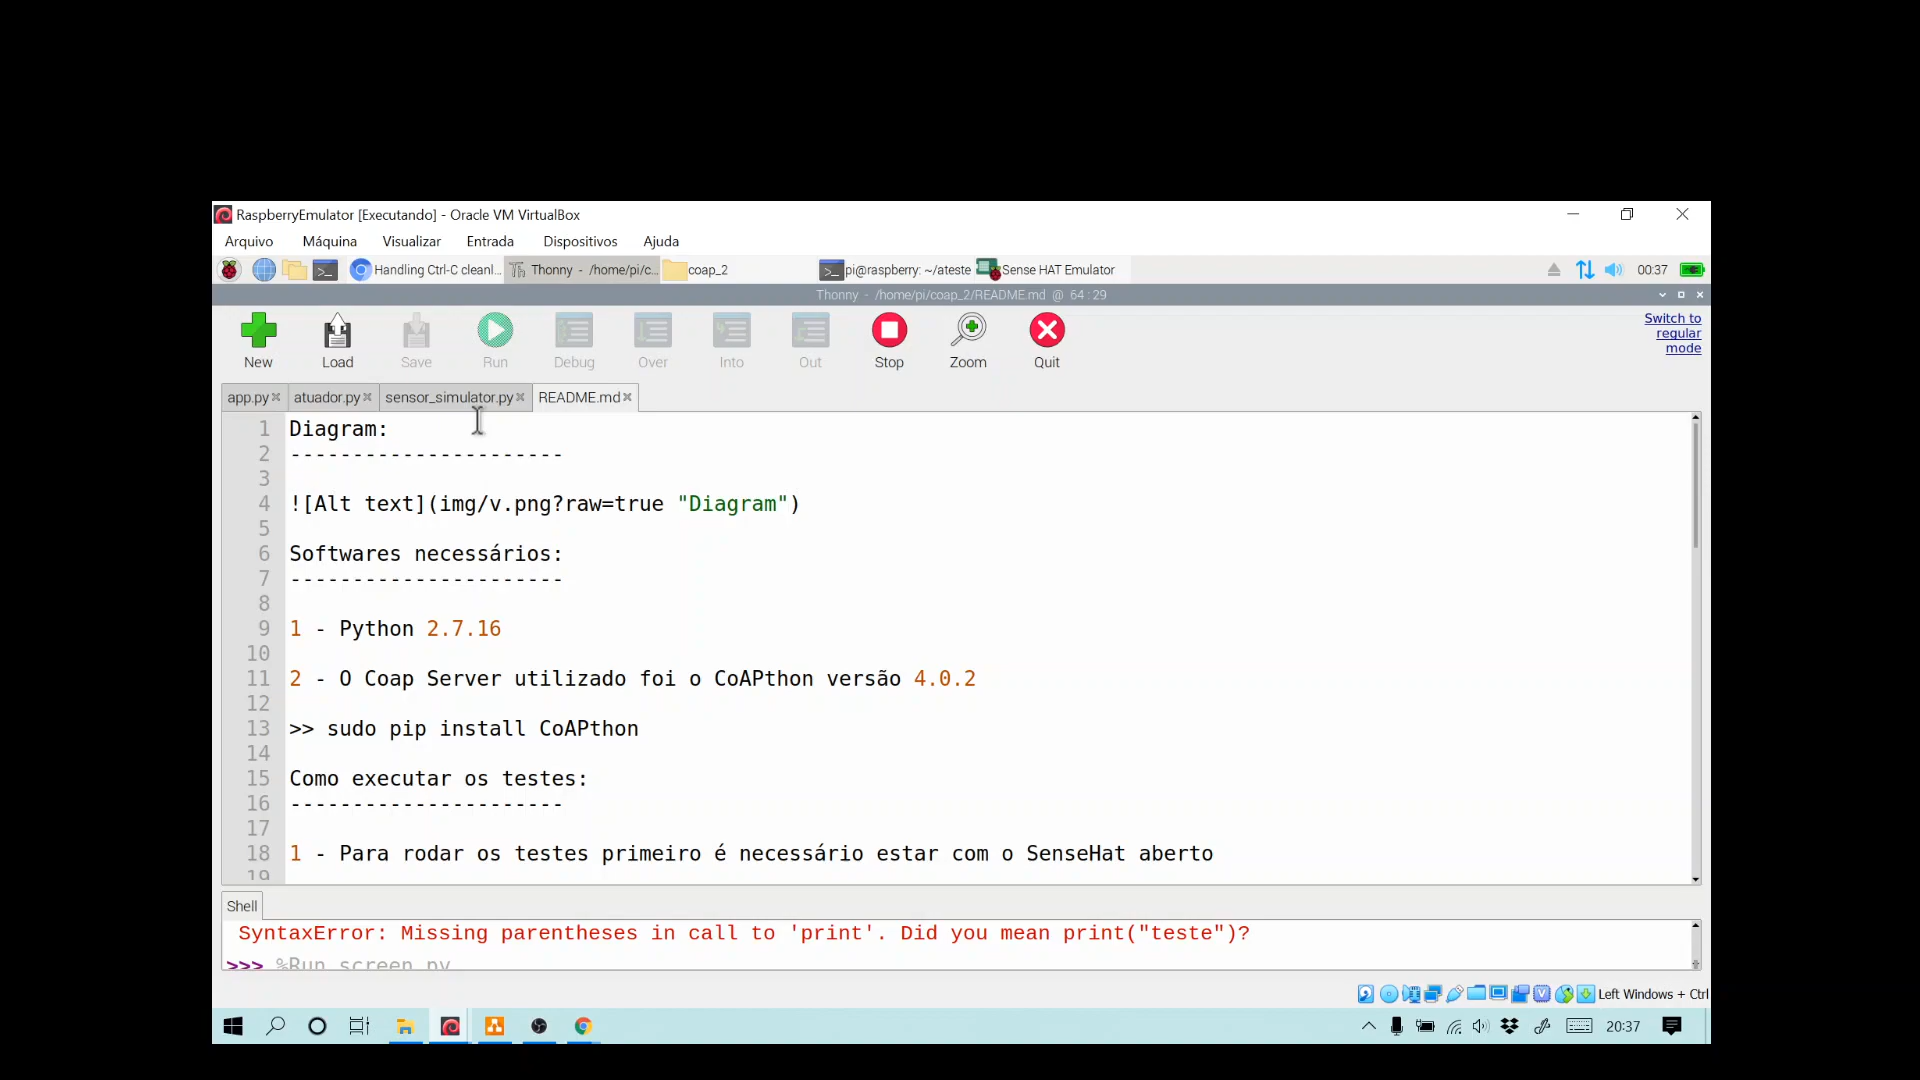 RaspberryEmulator [Executando] - Oracle VM VirtualBox
Arquivo Máquina Visualizar Entrada Dispositivos Ajuda
Handling Ctrl-C cleanl... Thonny - /home/pi/c... coap_2 pi@raspberry: ~/ateste Sense HAT Emulator 00:37
Thonny - /home/pi/coap_2/README.md @ 64 : 29
New Load Save Run Debug Over Into Out Stop Zoom Quit
Switch to
regular
mode
app.py atuador.py sensor_simulator.py README.md
1 Diagram:
2 ----------------------
3
4 ![Alt text](img/v.png?raw=true "Diagram")
5
6 Softwares necessários:
7 ----------------------
8
9 1 - Python 2.7.16
10
11 2 - O Coap Server utilizado foi o CoAPthon versão 4.0.2
12
13 >> sudo pip install CoAPthon
14
15 Como executar os testes:
16 ----------------------
17
18 1 - Para rodar os testes primeiro é necessário estar com o SenseHat aberto
19
Shell
SyntaxError: Missing parentheses in call to 'print'. Did you mean print("teste")?
>>> %Run screen.py
Left Windows + Ctrl
20:37